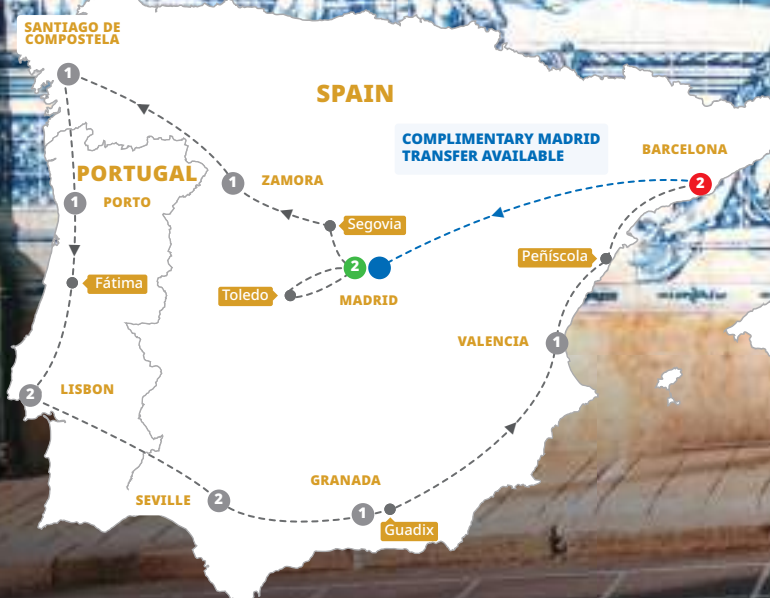 SANTIAGO DE
COMPOSTELA
1
SPAIN
COMPLIMENTARY MADRID
TRANSFER AVAILABLE
BARCELONA
2
PORTUGAL
1
ZAMORA
1
PORTO
Segovia
Peñíscola
2
Fátima
Toledo
MADRID
VALENCIA
1
2
LISBON
GRANADA
SEVILLE
2
1
Guadix